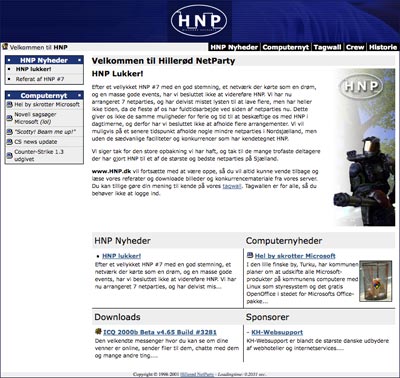 HNP
Velkommen til HNP
HNP Nyheder Computernyt Tagwall Crew Historie
HNP Nyheder
HNP lukker!
Referat af HNP #7
Computernyt
Hel by skrotter Microsoft
Novell sagsøger
Microsoft (lol)
"Scotty! Beam me up!"
CS news update
Counter-Strike 1.3
udgivet
Velkommen til Hillerød NetParty
HNP Lukker!
Efter et vellykket HNP #7 med en god stemning, et netværk der kørte som en drøm,
og en masse gode events, har vi besluttet ikke at videreføre HNP. Vi har nu
arrangeret 7 netparties, og har delvist mistet lysten til at lave flere, men har heller
ikke tiden, da de fleste af os har fuldtidsarbejde ved siden af netparties nu. Dette
giver os ikke de samme muligheder for ferie og tid til at beskæftige os med HNP i
dagtimerne, og derfor har vi besluttet ikke at afholde flere arrangementer. Vi vil
muligvis på et senere tidspunkt afholde nogle mindre netparties i Nordsjælland, men
uden de sædvanlige faciliteter og konkurrencer som har kendetegnet HNP.
Vi siger tak for den store opbakning vi har haft, og tak til de mange trofaste deltagere
der har gjort HNP til et af de største og bedste netparties på Sjælland.
www.HNP.dk vil fortsætte med at være oppe, så du vil altid kunne vende tilbage og
læse vores referater og downloade billeder og konkurrencemateriale fra vores server.
Du kan tillige gøre din mening til kende på vores tagwall. Tagwallen er for alle, så du
behøver ikke at logge ind.
HNP
HNP Nyheder
HNP lukker!
Efter et vellykket HNP #7 med en god stemning, et
netværk der kørte som en drøm, og en masse gode
events, har vi besluttet ikke at videreføre HNP. Vi har
nu arrangeret 7 netparties, og har delvist mis...
Computernyheder
Hel by skrotter Microsoft
I den lille finske by, Turku, har kommunen
planer om at udskifte alle Microsoft-
produkter på kommunens computere med
Linux som styresystem og det gratis
OpenOffice i stedet for Microsofts Office-
pakke...
Downloads
ICQ 2000b Beta v4.65 Build #3281
Den velkendte messenger hvor du kan se om dine
venner er online, sender filer til dem, chatte med dem
og mange andre ting....
Sponsorer
KH-Websupport
KH-Websupport er blandt de største danske udbydere
af webhoteller og internetservices....
Copyright © 1998-2001 Hillerød NetParty - Loadingtime: 0.2031 sec.